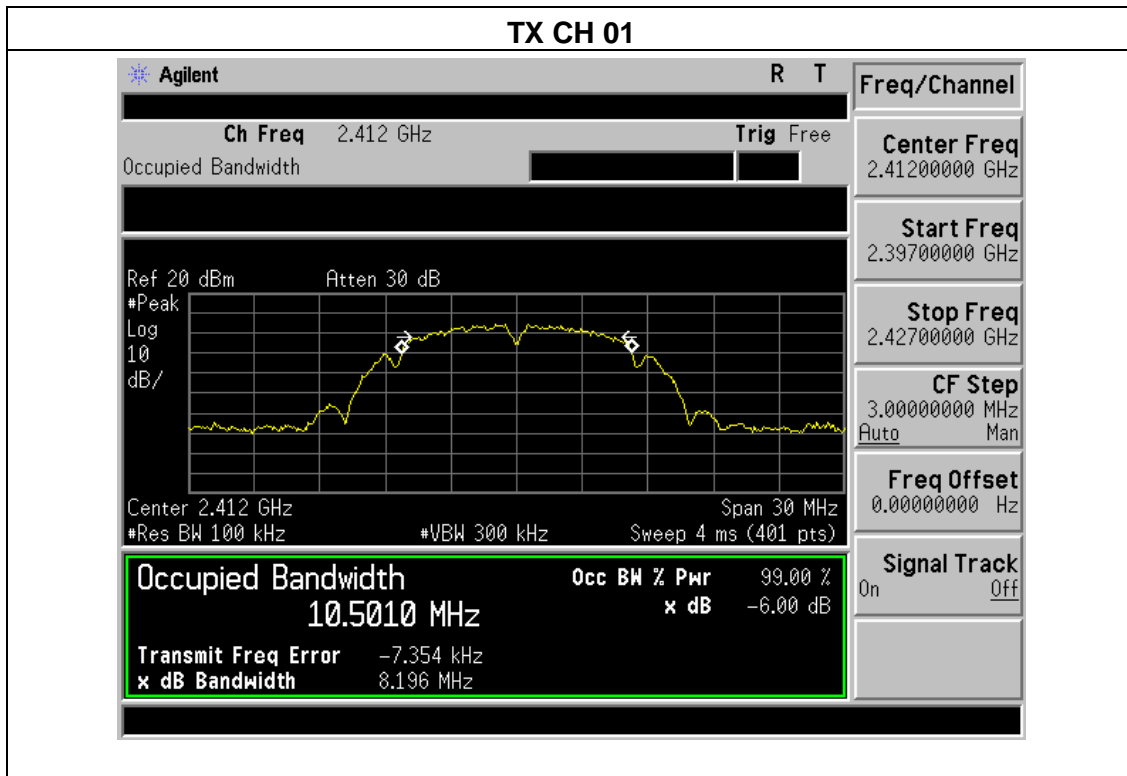 TX CH 01
Agilent R T
Freq/Channel
Ch Freq 2.412 GHz Trig Free
Occupied Bandwidth
Center Freq
2.41200000 GHz
Start Freq
2.39700000 GHz
Stop Freq
2.42700000 GHz
CF Step
3.00000000 MHz
Auto Man
Freq Offset
0.00000000 Hz
Signal Track
On Off
Ref 20 dBm Atten 30 dB
#Peak
Log
10
dB/
Center 2.412 GHz Span 30 MHz
#Res BW 100 kHz #VBW 300 kHz Sweep 4 ms (401 pts)
Occupied Bandwidth Occ BW % Pwr 99.00 %
10.5010 MHz x dB -6.00 dB
Transmit Freq Error -7.354 kHz
x dB Bandwidth 8.196 MHz